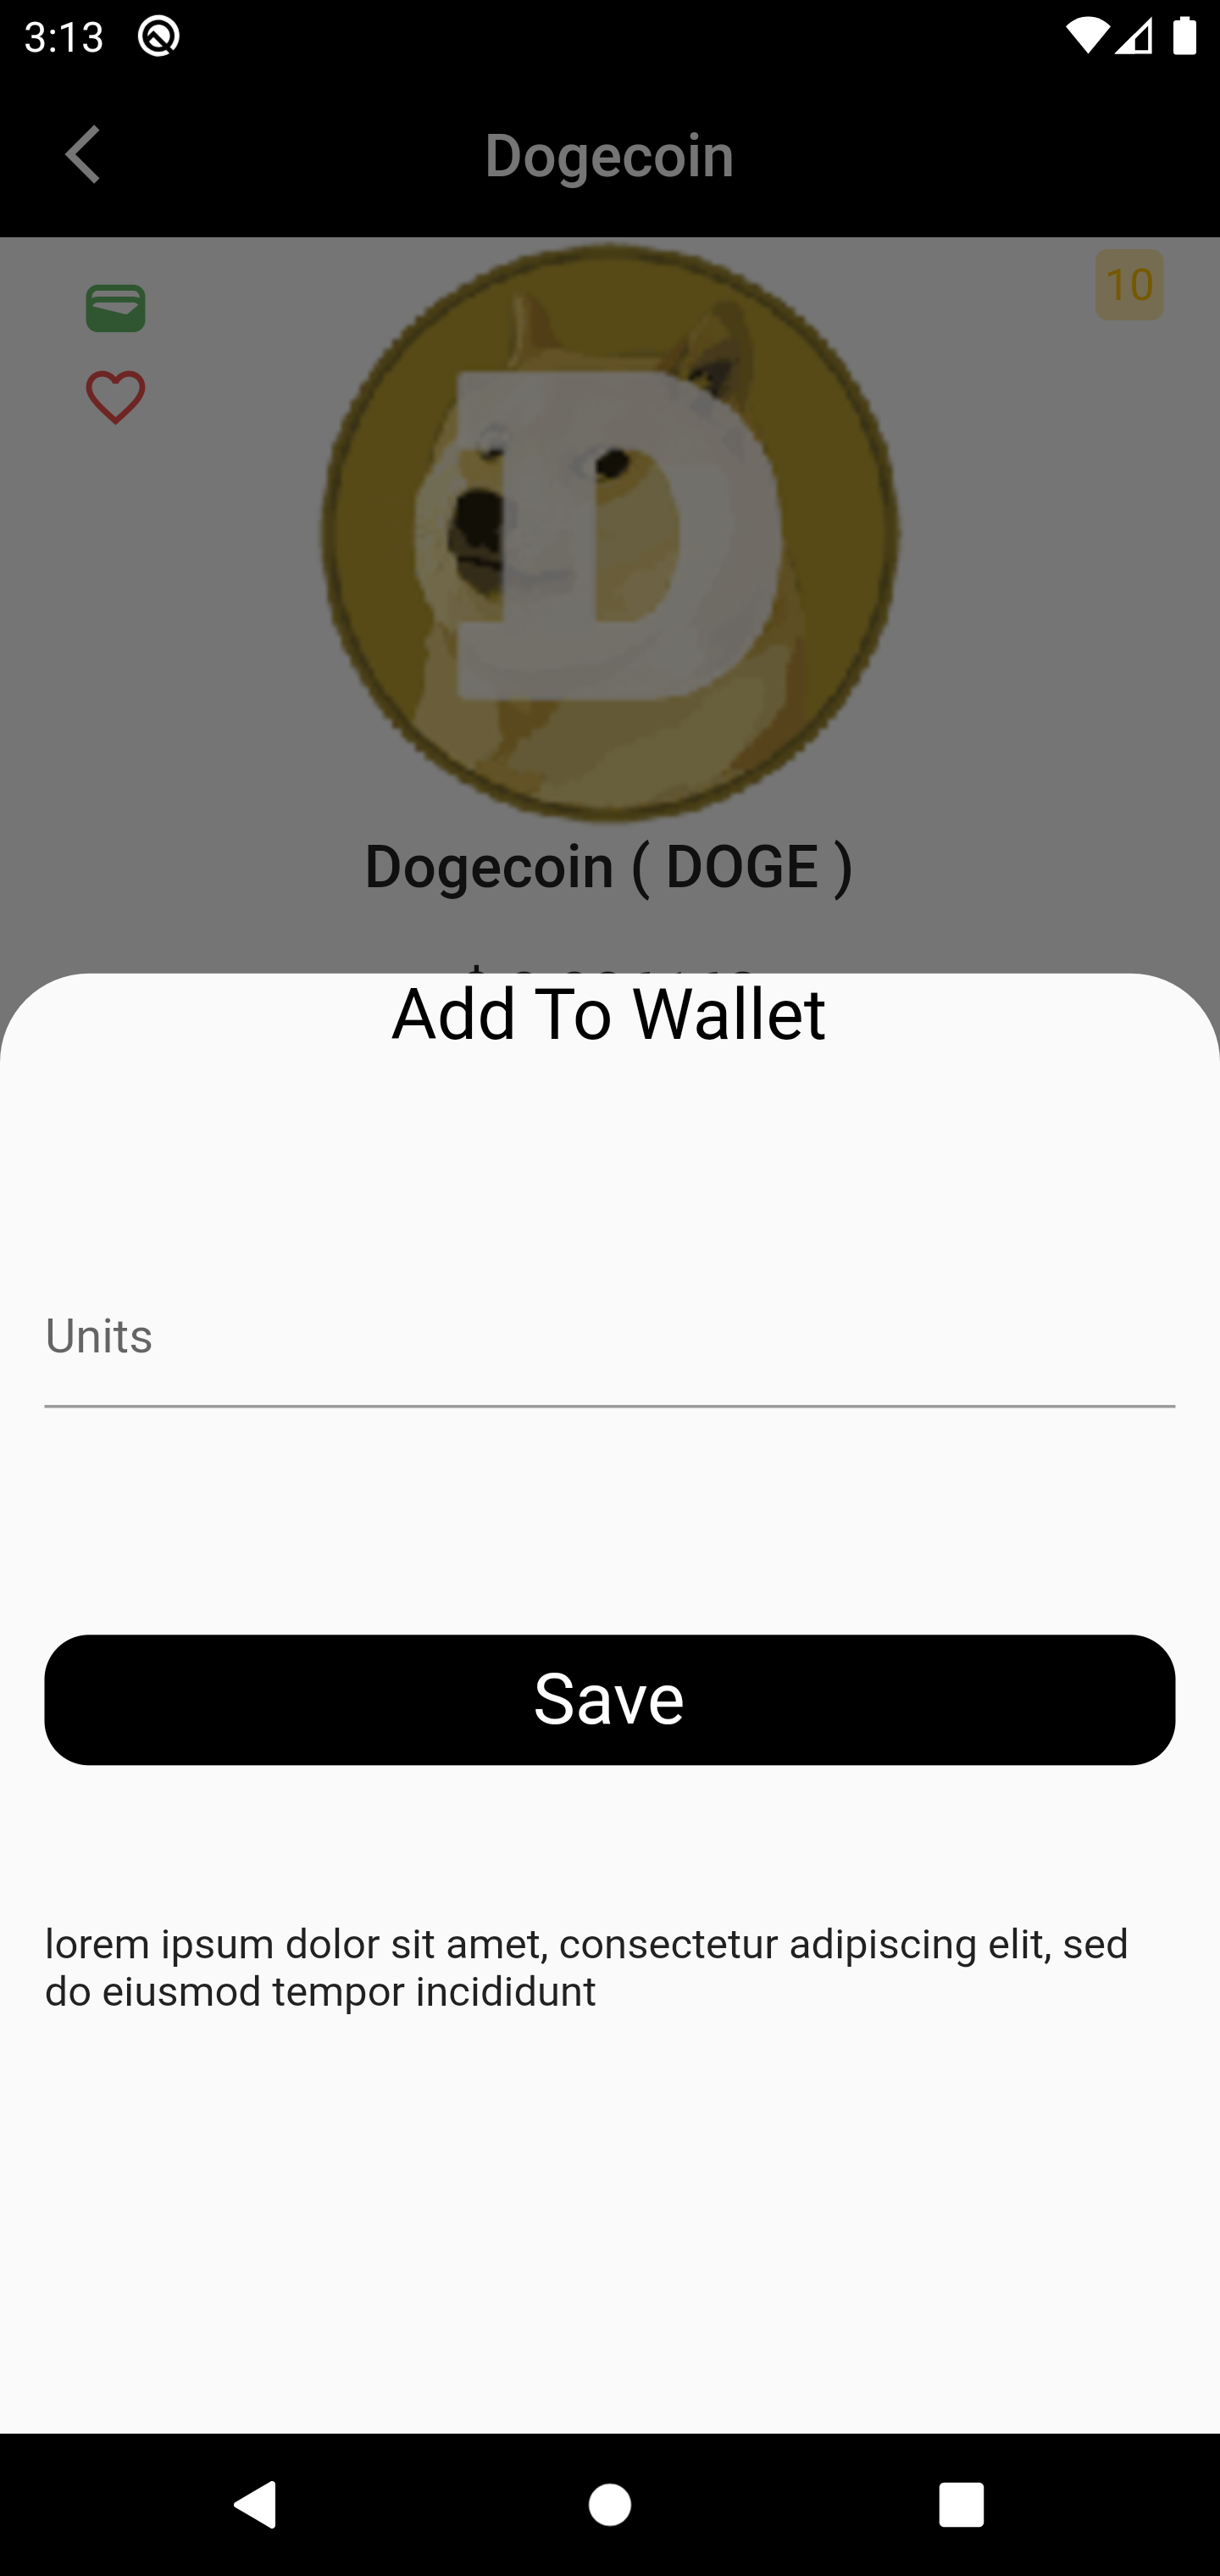 3:13
Dogecoin
10
D
Dogecoin ( DOGE )
Add To Wallet
Units
Save
lorem ipsum dolor sit amet, consectetur adipiscing elit, sed
do eiusmod tempor incididunt